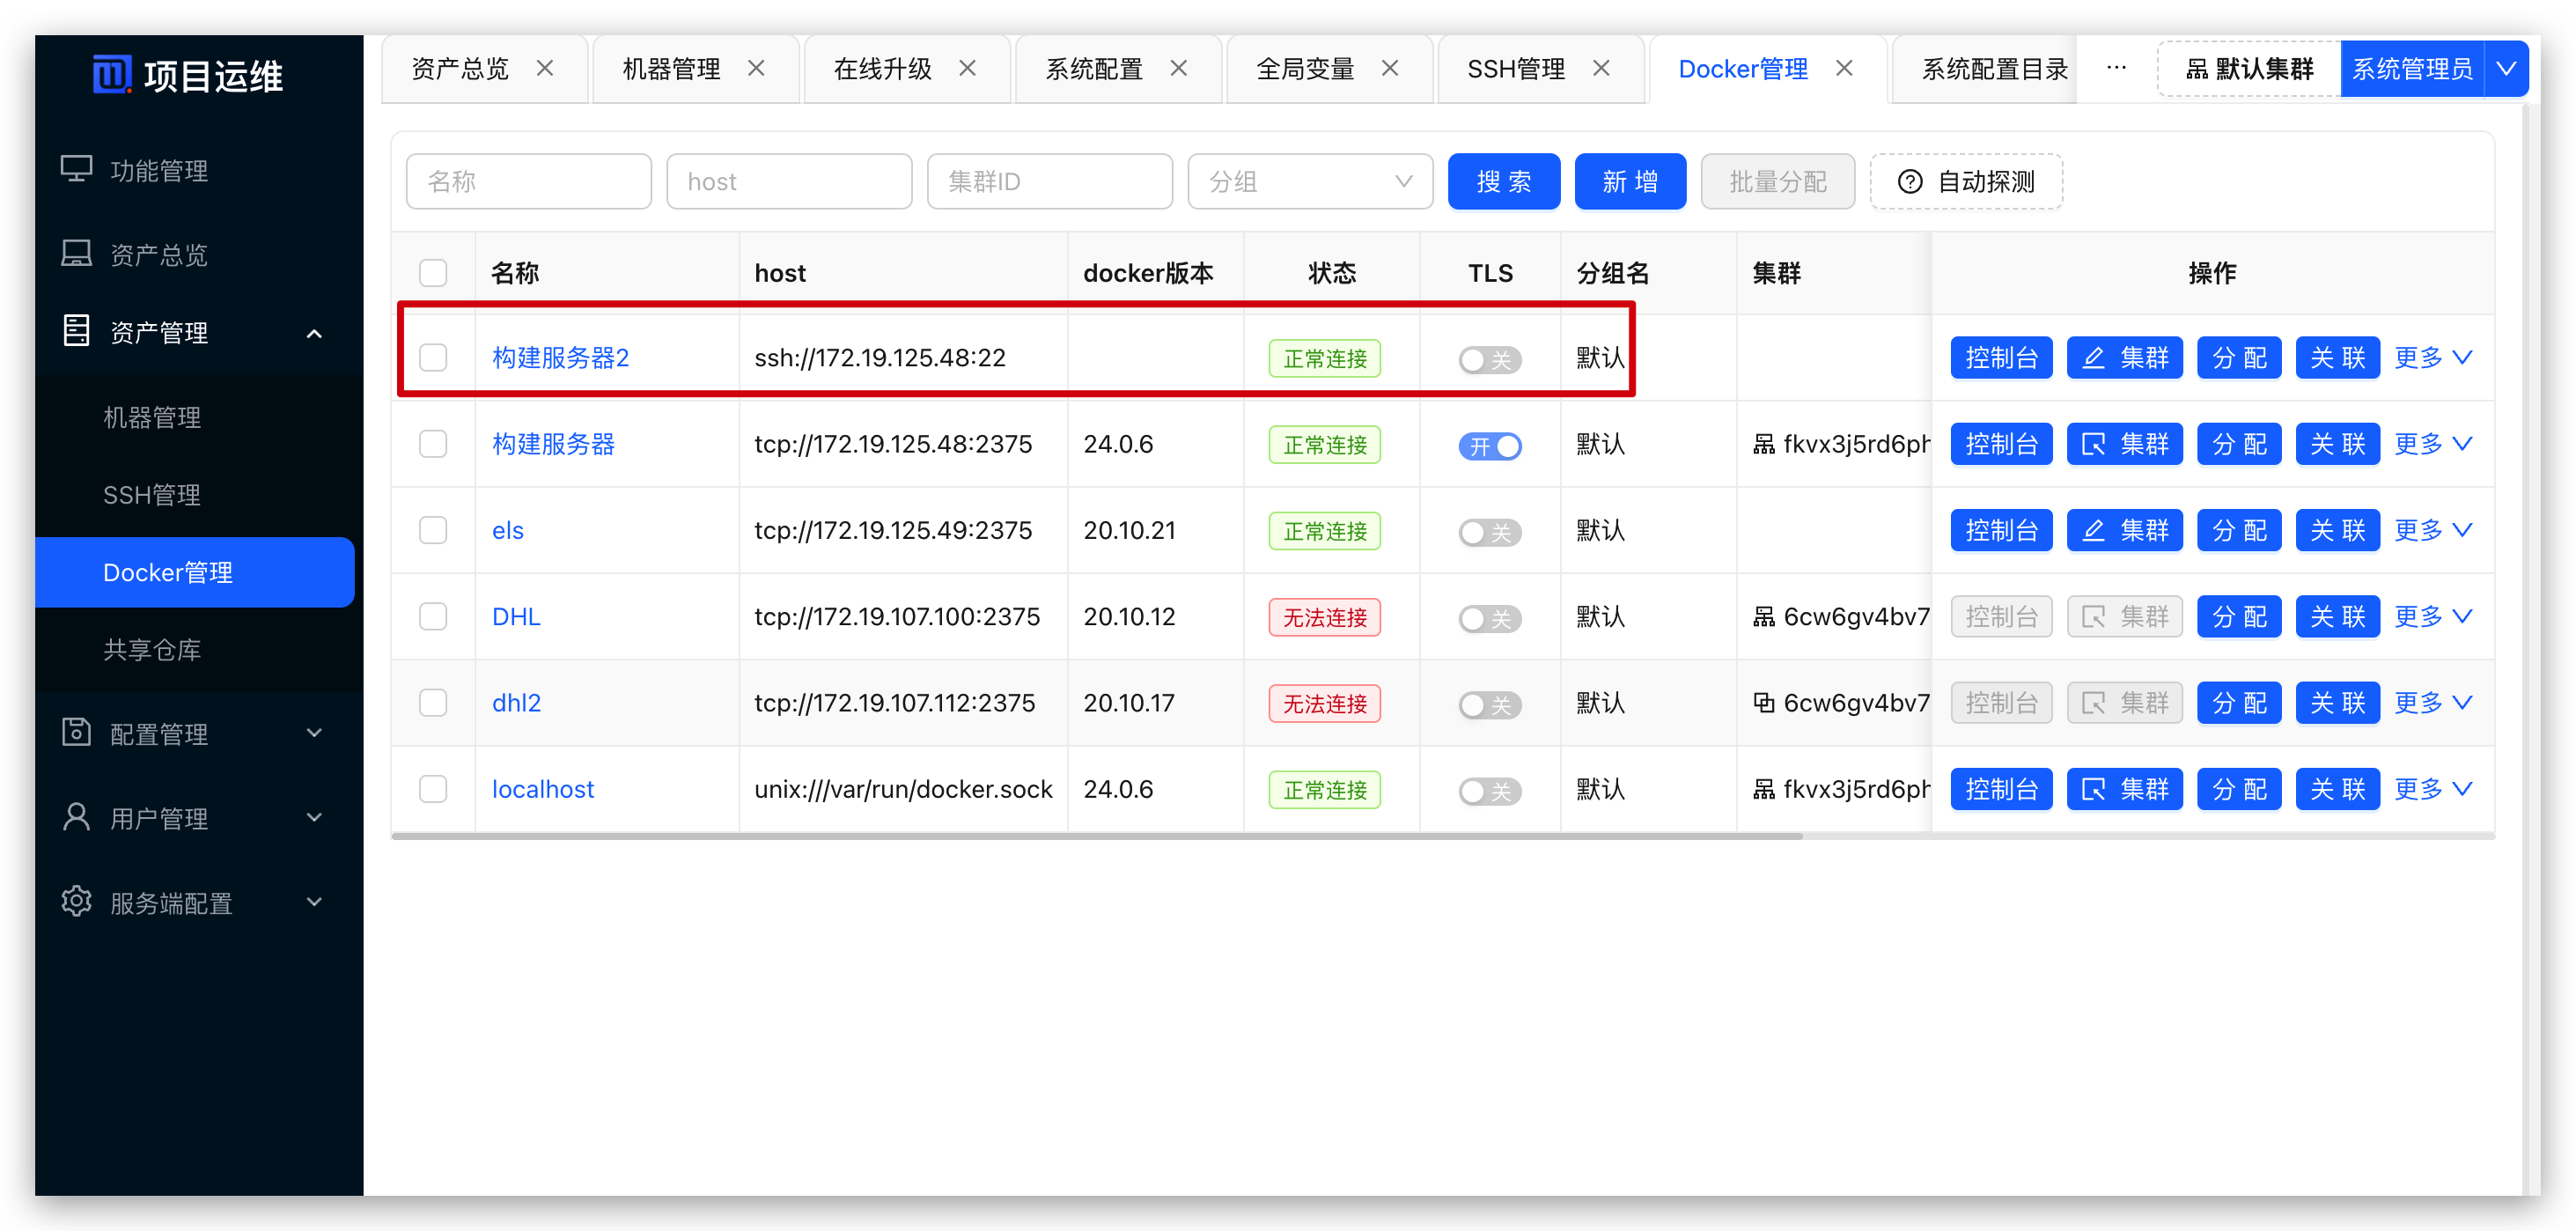 项目运维
功能管理
资产总览
资产管理
机器管理
SSH管理
Docker管理
共享仓库
配置管理
用户管理
服务端配置
资产总览 机器管理 在线升级 系统配置 全局变量 SSH管理 Docker管理 系统配置目录 ··· 默认集群 系统管理员
名称 host 集群ID 分组 搜 索 新 增 批量分配 自动探测
名称 host docker版本 状态 TLS 分组名 集群 操作
构建服务器2 ssh://172.19.125.48:22 正常连接 关 默认 控制台 集群 分 配 关 联 更多
构建服务器 tcp://172.19.125.48:2375 24.0.6 正常连接 开 默认 fkvx3j5rd6ph 控制台 集群 分 配 关 联 更多
els tcp://172.19.125.49:2375 20.10.21 正常连接 关 默认 控制台 集群 分 配 关 联 更多
DHL tcp://172.19.107.100:2375 20.10.12 无法连接 关 默认 6cw6gv4bv7 控制台 集群 分 配 关 联 更多
dhl2 tcp://172.19.107.112:2375 20.10.17 无法连接 关 默认 6cw6gv4bv7 控制台 集群 分 配 关 联 更多
localhost unix:///var/run/docker.sock 24.0.6 正常连接 关 默认 fkvx3j5rd6ph 控制台 集群 分 配 关 联 更多